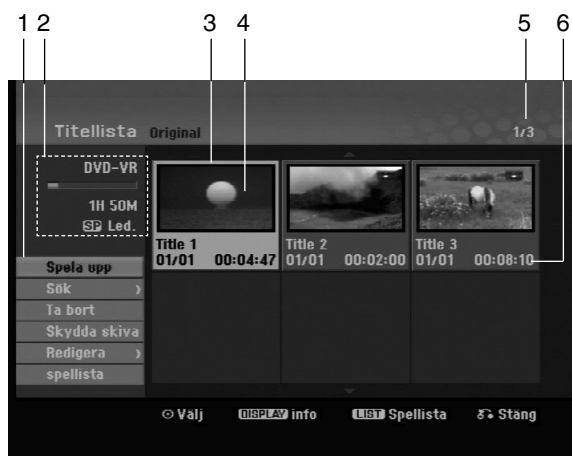 1 2 3 4 5 6
Titellista Original 1/3
DVD-VR
1H 50M
SP Led.
Title 1 Title 2 Title 3
01/01 00:04:47 01/01 00:02:00 01/01 00:08:10
Spela upp
Sök
Ta bort
Skydda skiva
Redigera
spellista
Välj DISPLAY info LIST Spellista Stäng